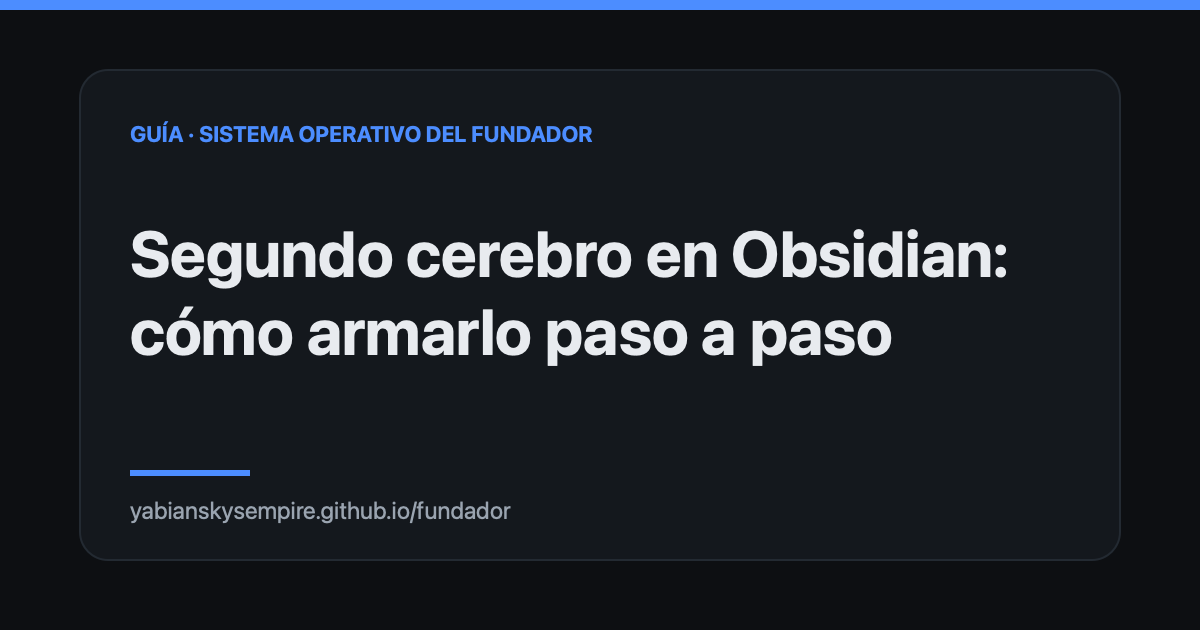 GUÍA · SISTEMA OPERATIVO DEL FUNDADOR
Segundo cerebro en Obsidian:
cómo armarlo paso a paso
yabianskysempire.github.io/fundador